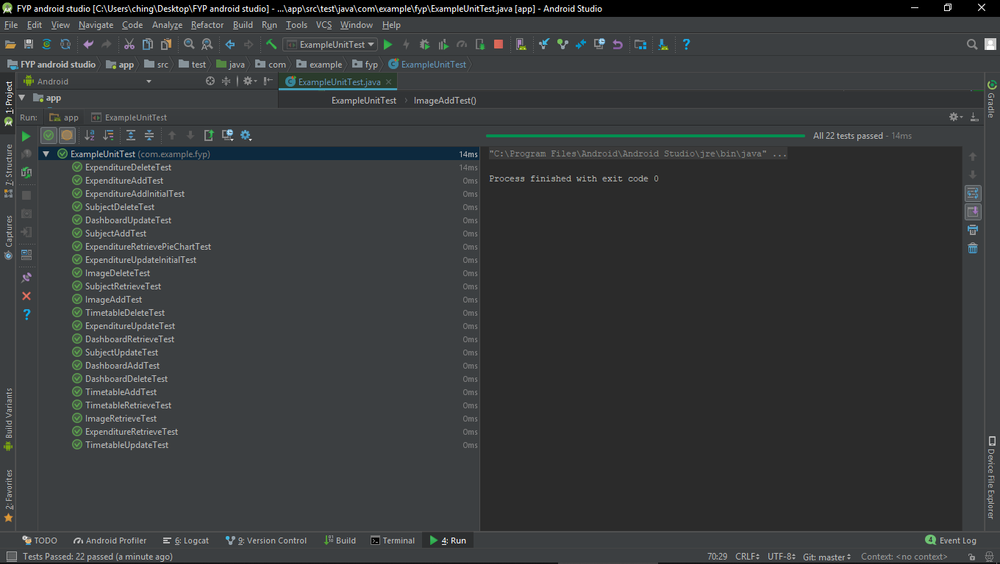 FYP android studio [C:\Users\ching\Desktop\FYP android studio] - ...\app\src\test\java\com\example\fyp\ExampleUnitTest.java [app] - Android Studio
File Edit View Navigate Code Analyze Refactor Build Run Tools VCS Window Help
ExampleUnitTest
FYP android studio app src test java com example fyp ExampleUnitTest
Android
ExampleUnitTest.java
app
ExampleUnitTest ImageAddTest()
Run: app ExampleUnitTest
All 22 tests passed - 14ms
ExampleUnitTest (com.example.fyp) 14ms
ExpenditureDeleteTest 14ms
ExpenditureAddTest 0ms
ExpenditureAddInitialTest 0ms
SubjectDeleteTest 0ms
DashboardUpdateTest 0ms
SubjectAddTest 0ms
ExpenditureRetrievePieChartTest 0ms
ExpenditureUpdateInitialTest 0ms
ImageDeleteTest 0ms
SubjectRetrieveTest 0ms
ImageAddTest 0ms
TimetableDeleteTest 0ms
ExpenditureUpdateTest 0ms
DashboardRetrieveTest 0ms
SubjectUpdateTest 0ms
DashboardAddTest 0ms
DashboardDeleteTest 0ms
TimetableAddTest 0ms
TimetableRetrieveTest 0ms
ImageRetrieveTest 0ms
ExpenditureRetrieveTest 0ms
TimetableUpdateTest 0ms
"C:\Program Files\Android\Android Studio\jre\bin\java" ...
Process finished with exit code 0
1: Project
7: Structure
Captures
Build Variants
2: Favorites
Gradle
Device File Explorer
TODO Android Profiler 6: Logcat 9: Version Control Build Terminal 4: Run 4 Event Log
Tests Passed: 22 passed (a minute ago) 70:29 CRLF UTF-8 Git: master Context: <no context>